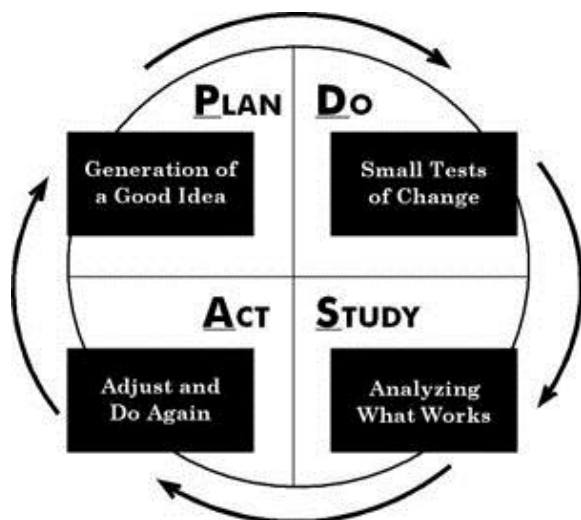 PLAN
Generation of
a Good Idea
DO
Small Tests
of Change
ACT
Adjust and
Do Again
STUDY
Analyzing
What Works